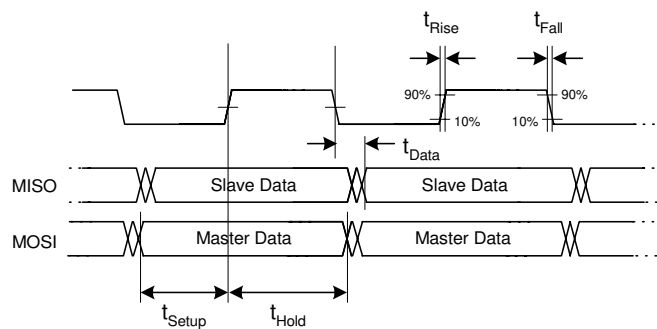 tRise tFall
90% 90%
10% 10%
tData
MISO Slave Data Slave Data
MOSI Master Data Master Data
tSetup tHold